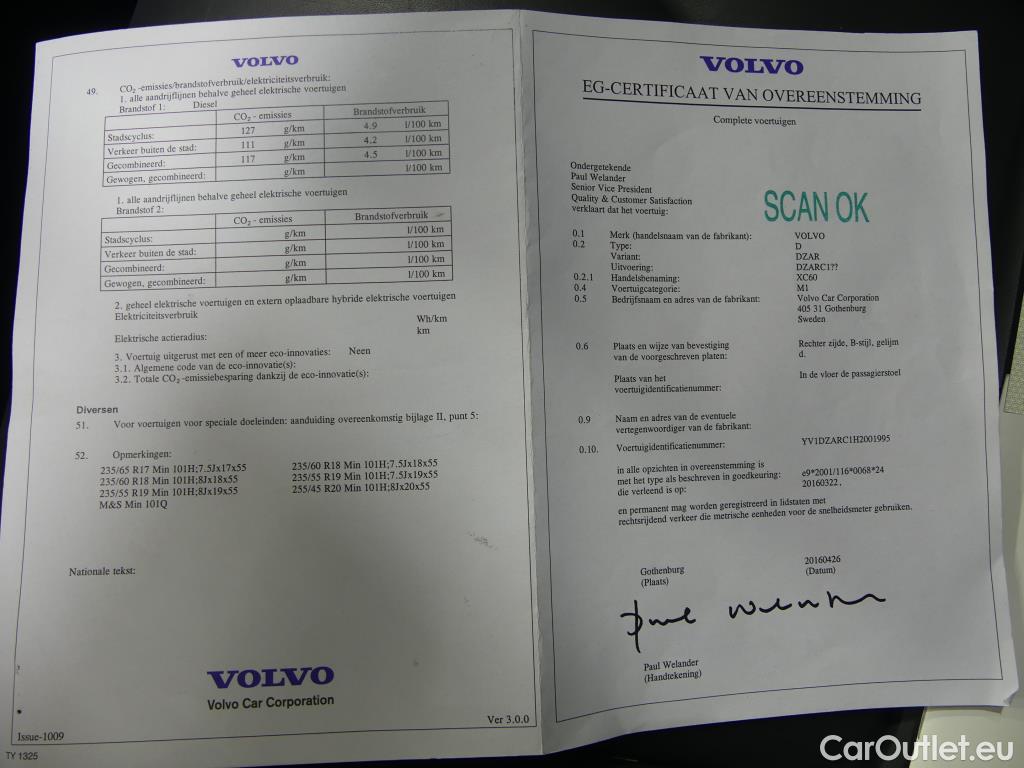 VOLVO
49. CO2 -emissies/brandstofverbruik/elektriciteitsverbruik:
1. alle aandrijflijnen behalve geheel elektrische voertuigen
Brandstof 1: Diesel
CO2 - emissies Brandstofverbruik
Stadscyclus: 127 g/km 4.9 l/100 km
Verkeer buiten de stad: 111 g/km 4.2 l/100 km
Gecombineerd: 117 g/km 4.5 l/100 km
Gewogen, gecombineerd: g/km l/100 km
1. alle aandrijflijnen behalve geheel elektrische voertuigen
Brandstof 2:
CO2 - emissies Brandstofverbruik
Stadscyclus: g/km l/100 km
Verkeer buiten de stad: g/km l/100 km
Gecombineerd: g/km l/100 km
Gewogen, gecombineerd: g/km l/100 km
2. geheel elektrische voertuigen en extern oplaadbare hybride elektrische voertuigen
Elektriciteitsverbruik Wh/km
Elektrische actieradius: km
3. Voertuig uitgerust met een of meer eco-innovaties: Neen
3.1. Algemene code van de eco-innovatie(s):
3.2. Totale CO2 -emissiebesparing dankzij de eco-innovatie(s):
Diversen
51. Voor voertuigen voor speciale doeleinden: aanduiding overeenkomstig bijlage II, punt 5:
52. Opmerkingen:
235/65 R17 Min 101H;7.5Jx17x55 235/60 R18 Min 101H;7.5Jx18x55
235/60 R18 Min 101H;8Jx18x55 235/55 R19 Min 101H;7.5Jx19x55
235/55 R19 Min 101H;8Jx19x55 255/45 R20 Min 101H;8Jx20x55
M&S Min 101Q
Nationale tekst:
VOLVO
Volvo Car Corporation
Ver 3.0.0
Issue-1009
TY 1325
VOLVO
EG-CERTIFICAAT VAN OVEREENSTEMMING
Complete voertuigen
Ondergetekende
Paul Welander
Senior Vice President
Quality & Customer Satisfaction
verklaart dat het voertuig:
SCAN OK
0.1 Merk (handelsnaam van de fabrikant): VOLVO
0.2 Type: D
Variant: DZAR
Uitvoering: DZARC1??
0.2.1 Handelsbenaming: XC60
0.4 Voertuigcategorie: M1
0.5 Bedrijfsnaam en adres van de fabrikant: Volvo Car Corporation
405 31 Gothenburg
Sweden
0.6 Plaats en wijze van bevestiging Rechter zijde, B-stijl, gelijm
van de voorgeschreven platen: d.
Plaats van het In de vloer de passagierstoel
voertuigidentificatienummer:
0.9 Naam en adres van de eventuele
vertegenwoordiger van de fabrikant:
0.10. Voertuigidentificatienummer: YV1DZARC1H2001995
in alle opzichten in overeenstemming is
met het type als beschreven in goedkeuring: e9*2001/116*0068*24
die verleend is op: 20160322,
en permanent mag worden geregistreerd in lidstaten met
rechtsrijdend verkeer die metrische eenheden voor de snelheidsmeter gebruiken.
Gothenburg 20160426
(Plaats) (Datum)
Paul Welander
Paul Welander
(Handtekening)
CarOutlet.eu